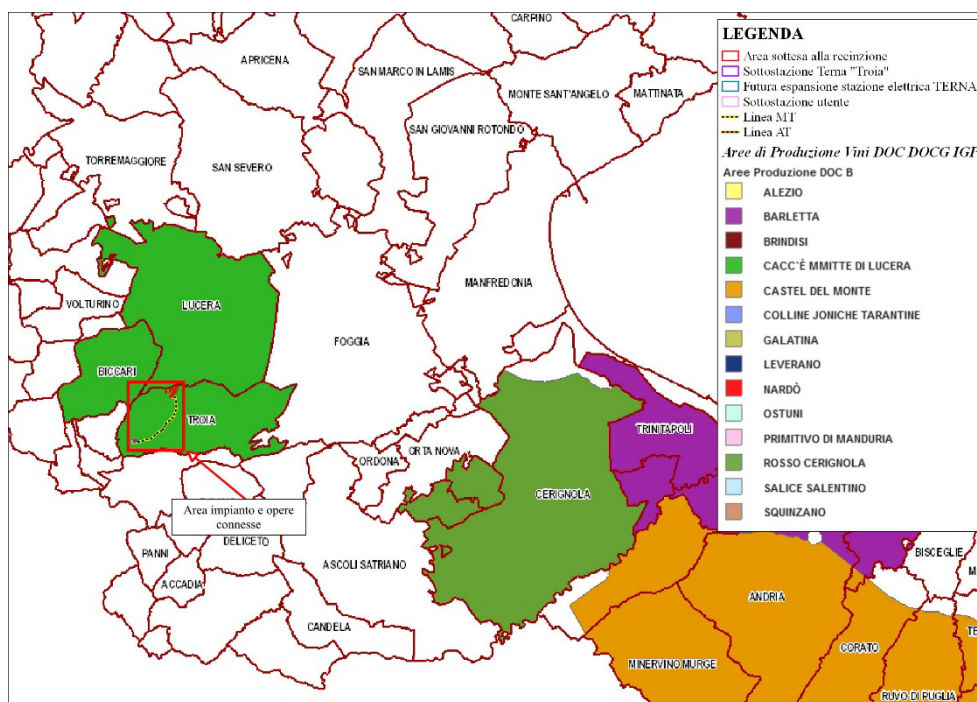 CARPINO
APRICENA
SAN MARCO IN LAMIS
MONTE SANT'ANGELO
MATTINATA
SAN GIOVANNI ROTONDO
TORREMAGGIORE
SAN SEVERO
MANFREDONIA
VOLTURINO
LUCERA
FOGGIA
BICCARI
TROIA
TRINITAPOLI
ORTA NOVA
ORDONA
CERIGNOLA
Area impianto e opere
connesse
DELICETO
PANNI
ACCADIA
ASCOLI SATRIANO
CANDELA
BISCEGLIE
M
ANDRIA
CORATO
TE
MINERVINO MURGE
RUVO DI PUGLIA
LEGENDA
Area sottesa alla recinzione
Sottostazione Terna "Troia"
Futura espansione stazione elettrica TERNA
Sottostazione utente
Linea MT
Linea AT
Aree di Produzione Vini DOC DOCG IGP
Aree Produzione DOC B
ALEZIO
BARLETTA
BRINDISI
CACC'È MMITTE DI LUCERA
CASTEL DEL MONTE
COLLINE JONICHE TARANTINE
GALATINA
LEVERANO
NARDÒ
OSTUNI
PRIMITIVO DI MANDURIA
ROSSO CERIGNOLA
SALICE SALENTINO
SQUINZANO